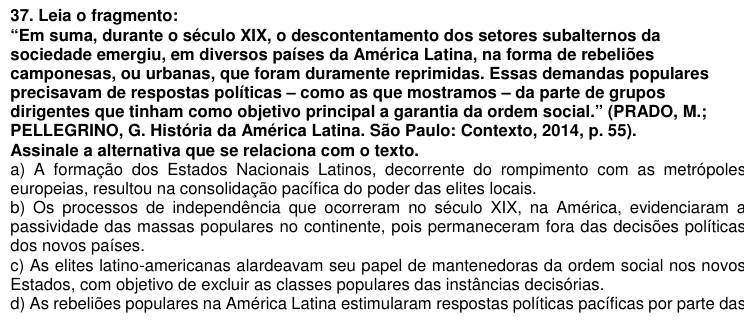 37. Leia o fragmento:
“Em suma, durante o século XIX, o descontentamento dos setores subalternos da
sociedade emergiu, em diversos países da América Latina, na forma de rebeliões
camponesas, ou urbanas, que foram duramente reprimidas. Essas demandas populares
precisavam de respostas políticas – como as que mostramos – da parte de grupos
dirigentes que tinham como objetivo principal a garantia da ordem social.” (PRADO, M.;
PELLEGRINO, G. História da América Latina. São Paulo: Contexto, 2014, p. 55).
Assinale a alternativa que se relaciona com o texto.
a) A formação dos Estados Nacionais Latinos, decorrente do rompimento com as metrópoles
europeias, resultou na consolidação pacífica do poder das elites locais.
b) Os processos de independência que ocorreram no século XIX, na América, evidenciaram a
passividade das massas populares no continente, pois permaneceram fora das decisões políticas
dos novos países.
c) As elites latino-americanas alardeavam seu papel de mantenedoras da ordem social nos novos
Estados, com objetivo de excluir as classes populares das instâncias decisórias.
d) As rebeliões populares na América Latina estimularam respostas políticas pacíficas por parte das